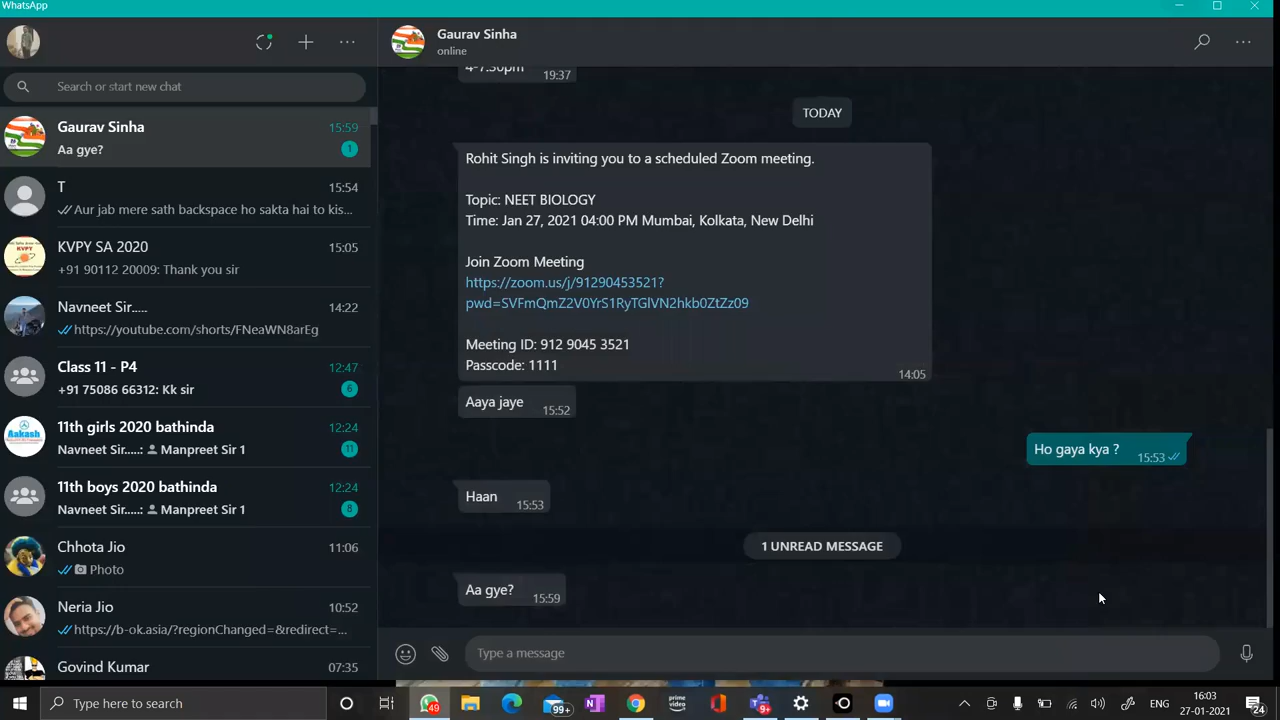 WhatsApp
Search or start new chat
Gaurav Sinha
15:59
Aa gye?
1
T
15:54
Aur jab mere sath backspace ho sakta hai to kis...
KVPY SA 2020
15:05
+91 90112 20009: Thank you sir
Navneet Sir.....
14:22
https://youtube.com/shorts/FNeaWN8arEg
Class 11 - P4
12:47
+91 75086 66312: Kk sir
6
11th girls 2020 bathinda
12:24
Navneet Sir.....: Manpreet Sir 1
11
Aakash
11th boys 2020 bathinda
12:24
Navneet Sir.....: Manpreet Sir 1
8
Chhota Jio
11:06
Photo
Neria Jio
10:52
https://b-ok.asia/?regionChanged=&redirect=...
Govind Kumar
07:35
Gaurav Sinha
online
4-7.30pm
19:37
TODAY
Rohit Singh is inviting you to a scheduled Zoom meeting.
Topic: NEET BIOLOGY
Time: Jan 27, 2021 04:00 PM Mumbai, Kolkata, New Delhi
Join Zoom Meeting
https://zoom.us/j/91290453521?
pwd=SVFmQmZ2V0YrS1RyTGlVN2hkb0ZtZz09
Meeting ID: 912 9045 3521
Passcode: 1111
14:05
Aaya jaye
15:52
Ho gaya kya ?
15:53
Haan
15:53
1 UNREAD MESSAGE
Aa gye?
15:59
Type a message
Type here to search
49
99+
prime video
9+
ENG
16:03
27-01-2021
24